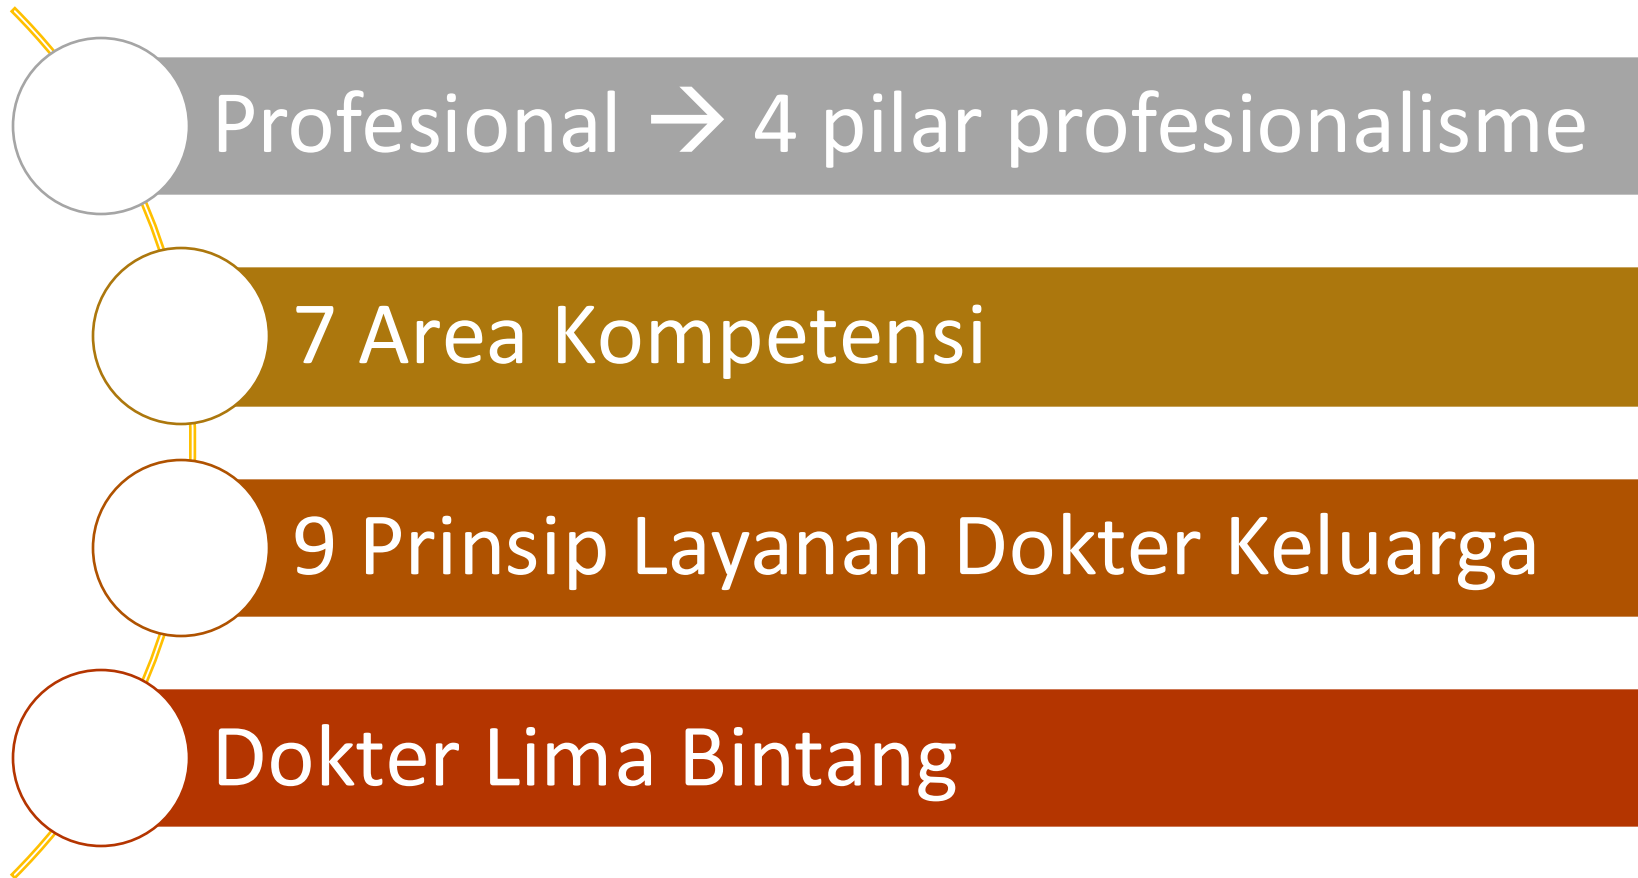 Profesional → 4 pilar profesionalisme
7 Area Kompetensi
9 Prinsip Layanan Dokter Keluarga
Dokter Lima Bintang